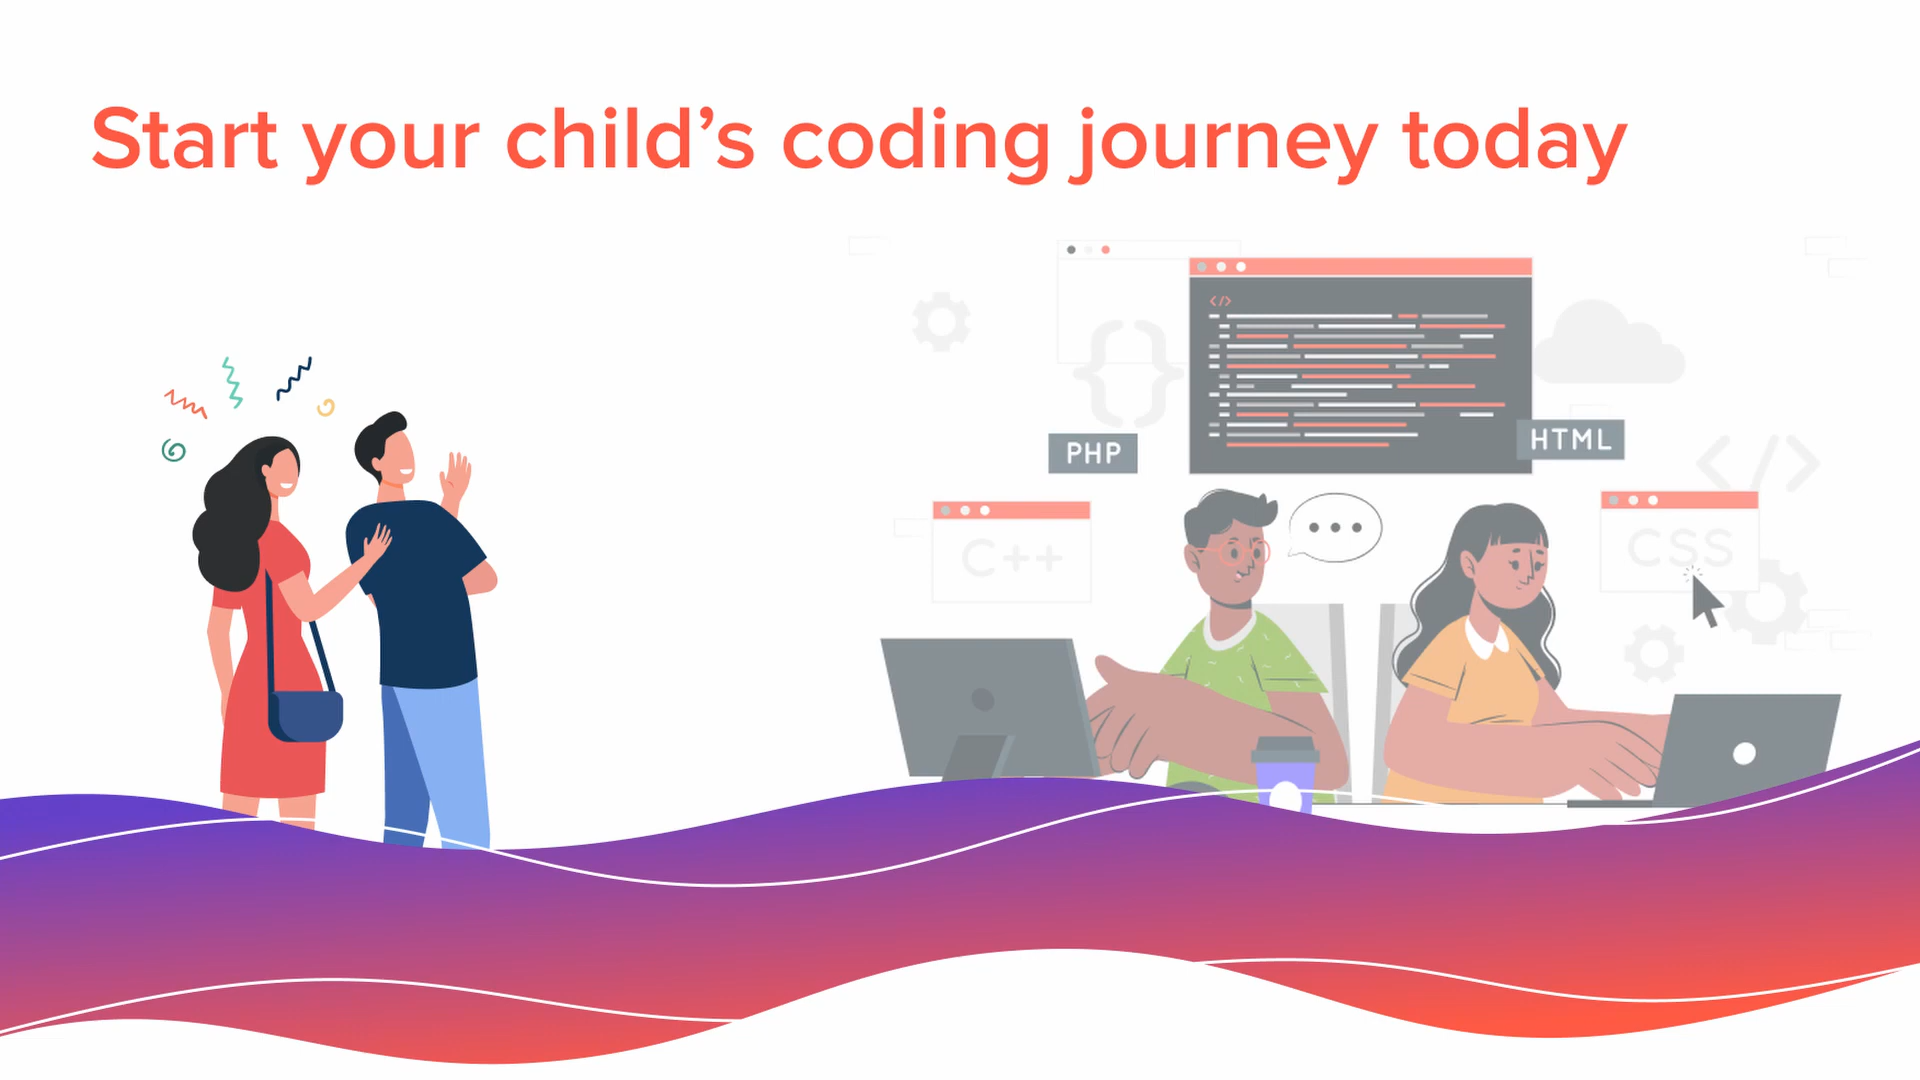 Start your child’s coding journey today
</>
PHP
HTML
{}
</>
C++
CSS